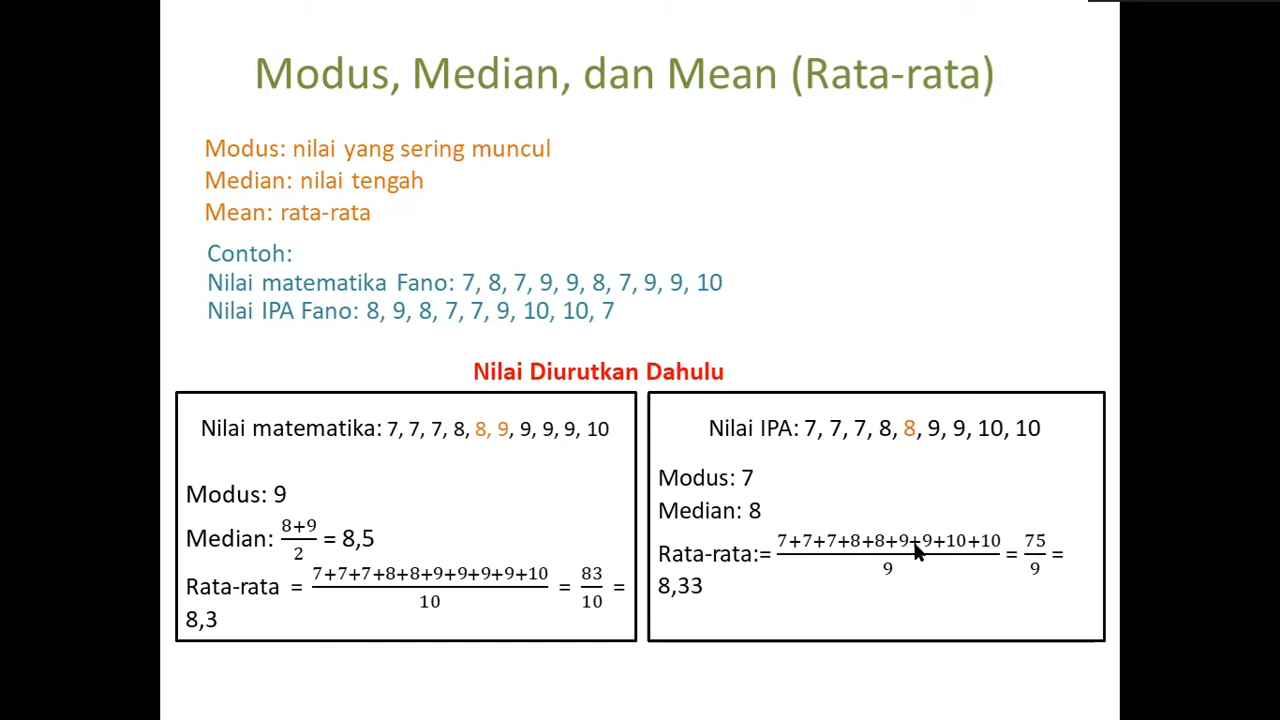 Modus, Median, dan Mean (Rata-rata)
Modus: nilai yang sering muncul
Median: nilai tengah
Mean: rata-rata
Contoh:
Nilai matematika Fano: 7, 8, 7, 9, 9, 8, 7, 9, 9, 10
Nilai IPA Fano: 8, 9, 8, 7, 7, 9, 10, 10, 7
Nilai Diurutkan Dahulu
Nilai matematika: 7, 7, 7, 8, 8, 9, 9, 9, 9, 10
Modus: 9
Median: 8+9/2 = 8,5
Rata-rata = 7+7+7+8+8+9+9+9+9+10/10 = 83/10 =
8,3
Nilai IPA: 7, 7, 7, 8, 8, 9, 9, 10, 10
Modus: 7
Median: 8
Rata-rata:= 7+7+7+8+8+9+9+10+10/9 = 75/9 =
8,33